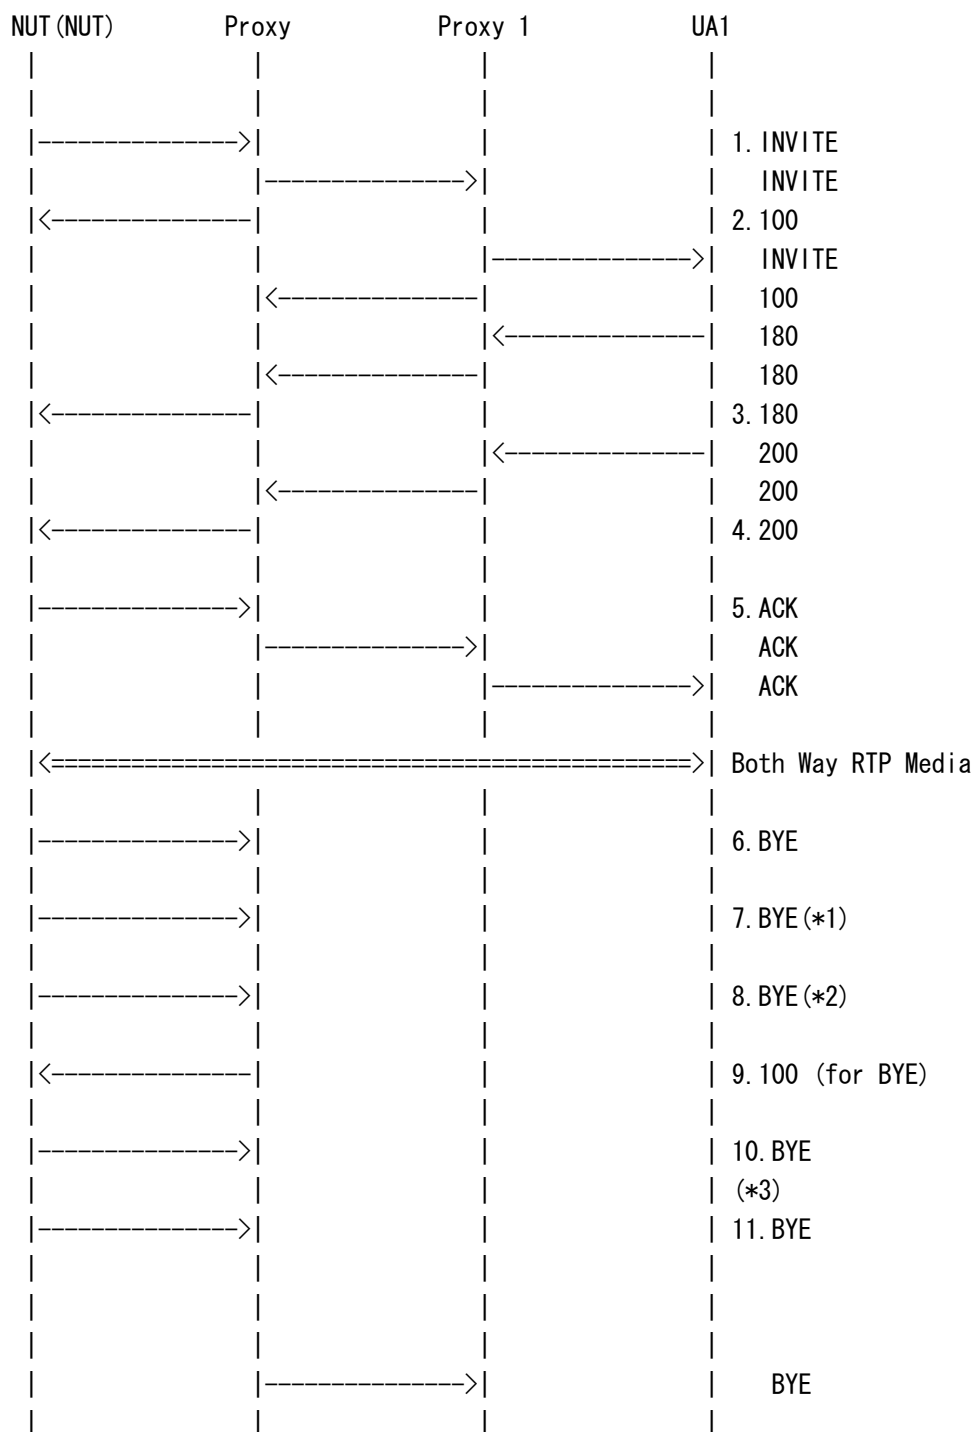 NUT(NUT) Proxy Proxy 1 UA1
| | | |
| | | |
|--------------->| | | 1.INVITE
| |--------------->| | INVITE
|<---------------| | | 2.100
| | |--------------->| INVITE
| |<---------------| | 100
| | |<---------------| 180
| |<---------------| | 180
|<---------------| | | 3.180
| | |<---------------| 200
| |<---------------| | 200
|<---------------| | | 4.200
| | | |
|--------------->| | | 5.ACK
| |--------------->| | ACK
| | |--------------->| ACK
| | | |
|<================================================>| Both Way RTP Media
| | | |
|--------------->| | | 6.BYE
| | | |
|--------------->| | | 7.BYE(*1)
| | | |
|--------------->| | | 8.BYE(*2)
| | | |
|<---------------| | | 9.100 (for BYE)
| | | |
|--------------->| | | 10.BYE
| | | | (*3)
|--------------->| | | 11.BYE
| | | |
| | | |
| | | |
| |--------------->| | BYE
| | | |